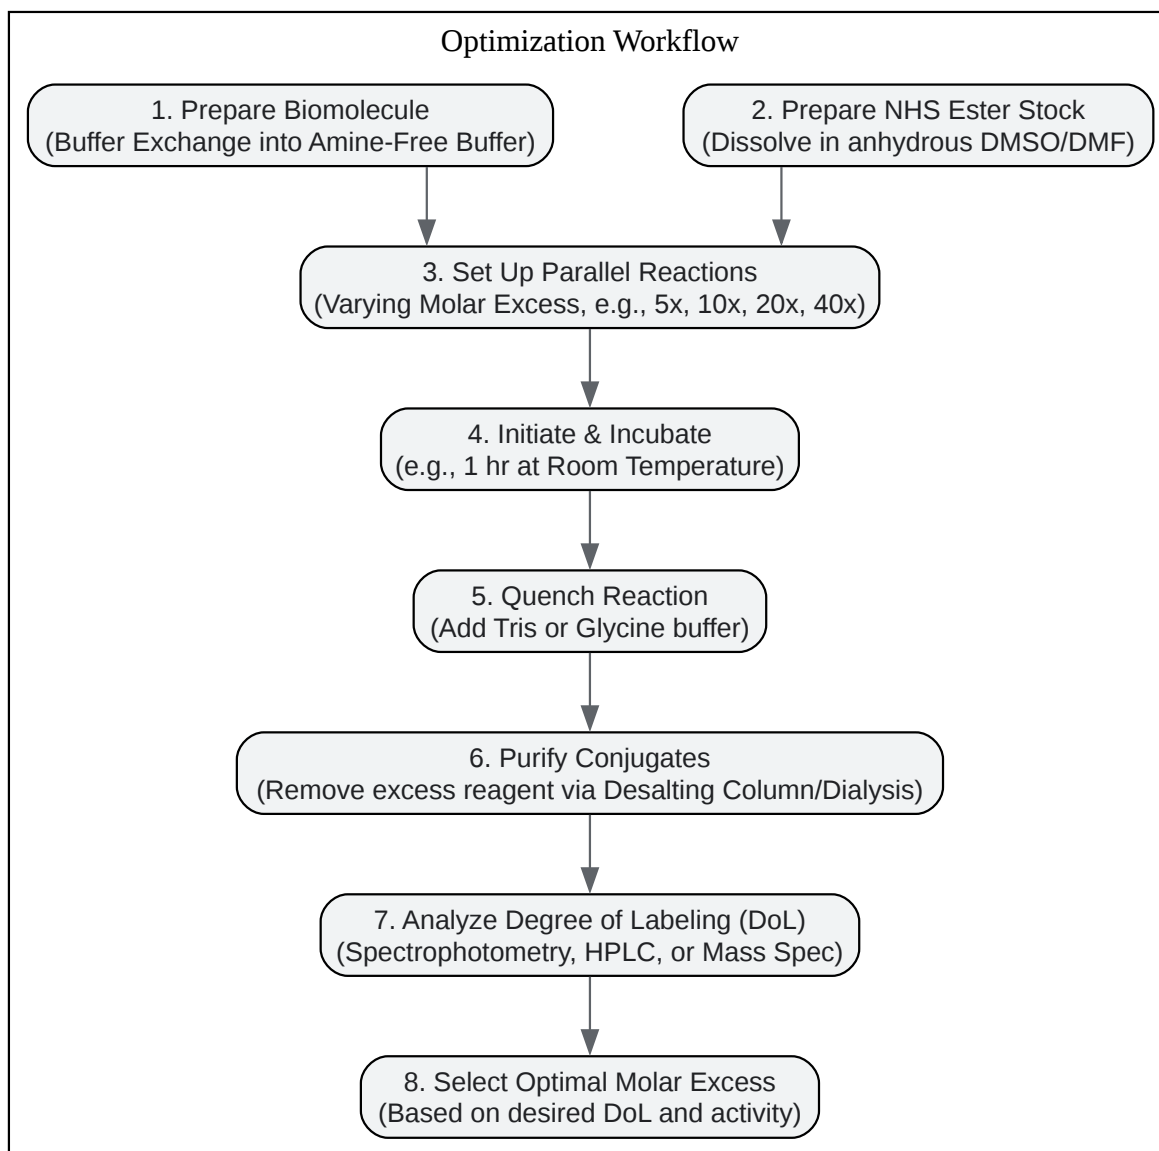 Optimization Workflow
1. Prepare Biomolecule
(Buffer Exchange into Amine-Free Buffer)
2. Prepare NHS Ester Stock
(Dissolve in anhydrous DMSO/DMF)
3. Set Up Parallel Reactions
(Varying Molar Excess, e.g., 5x, 10x, 20x, 40x)
4. Initiate & Incubate
(e.g., 1 hr at Room Temperature)
5. Quench Reaction
(Add Tris or Glycine buffer)
6. Purify Conjugates
(Remove excess reagent via Desalting Column/Dialysis)
7. Analyze Degree of Labeling (DoL)
(Spectrophotometry, HPLC, or Mass Spec)
8. Select Optimal Molar Excess
(Based on desired DoL and activity)